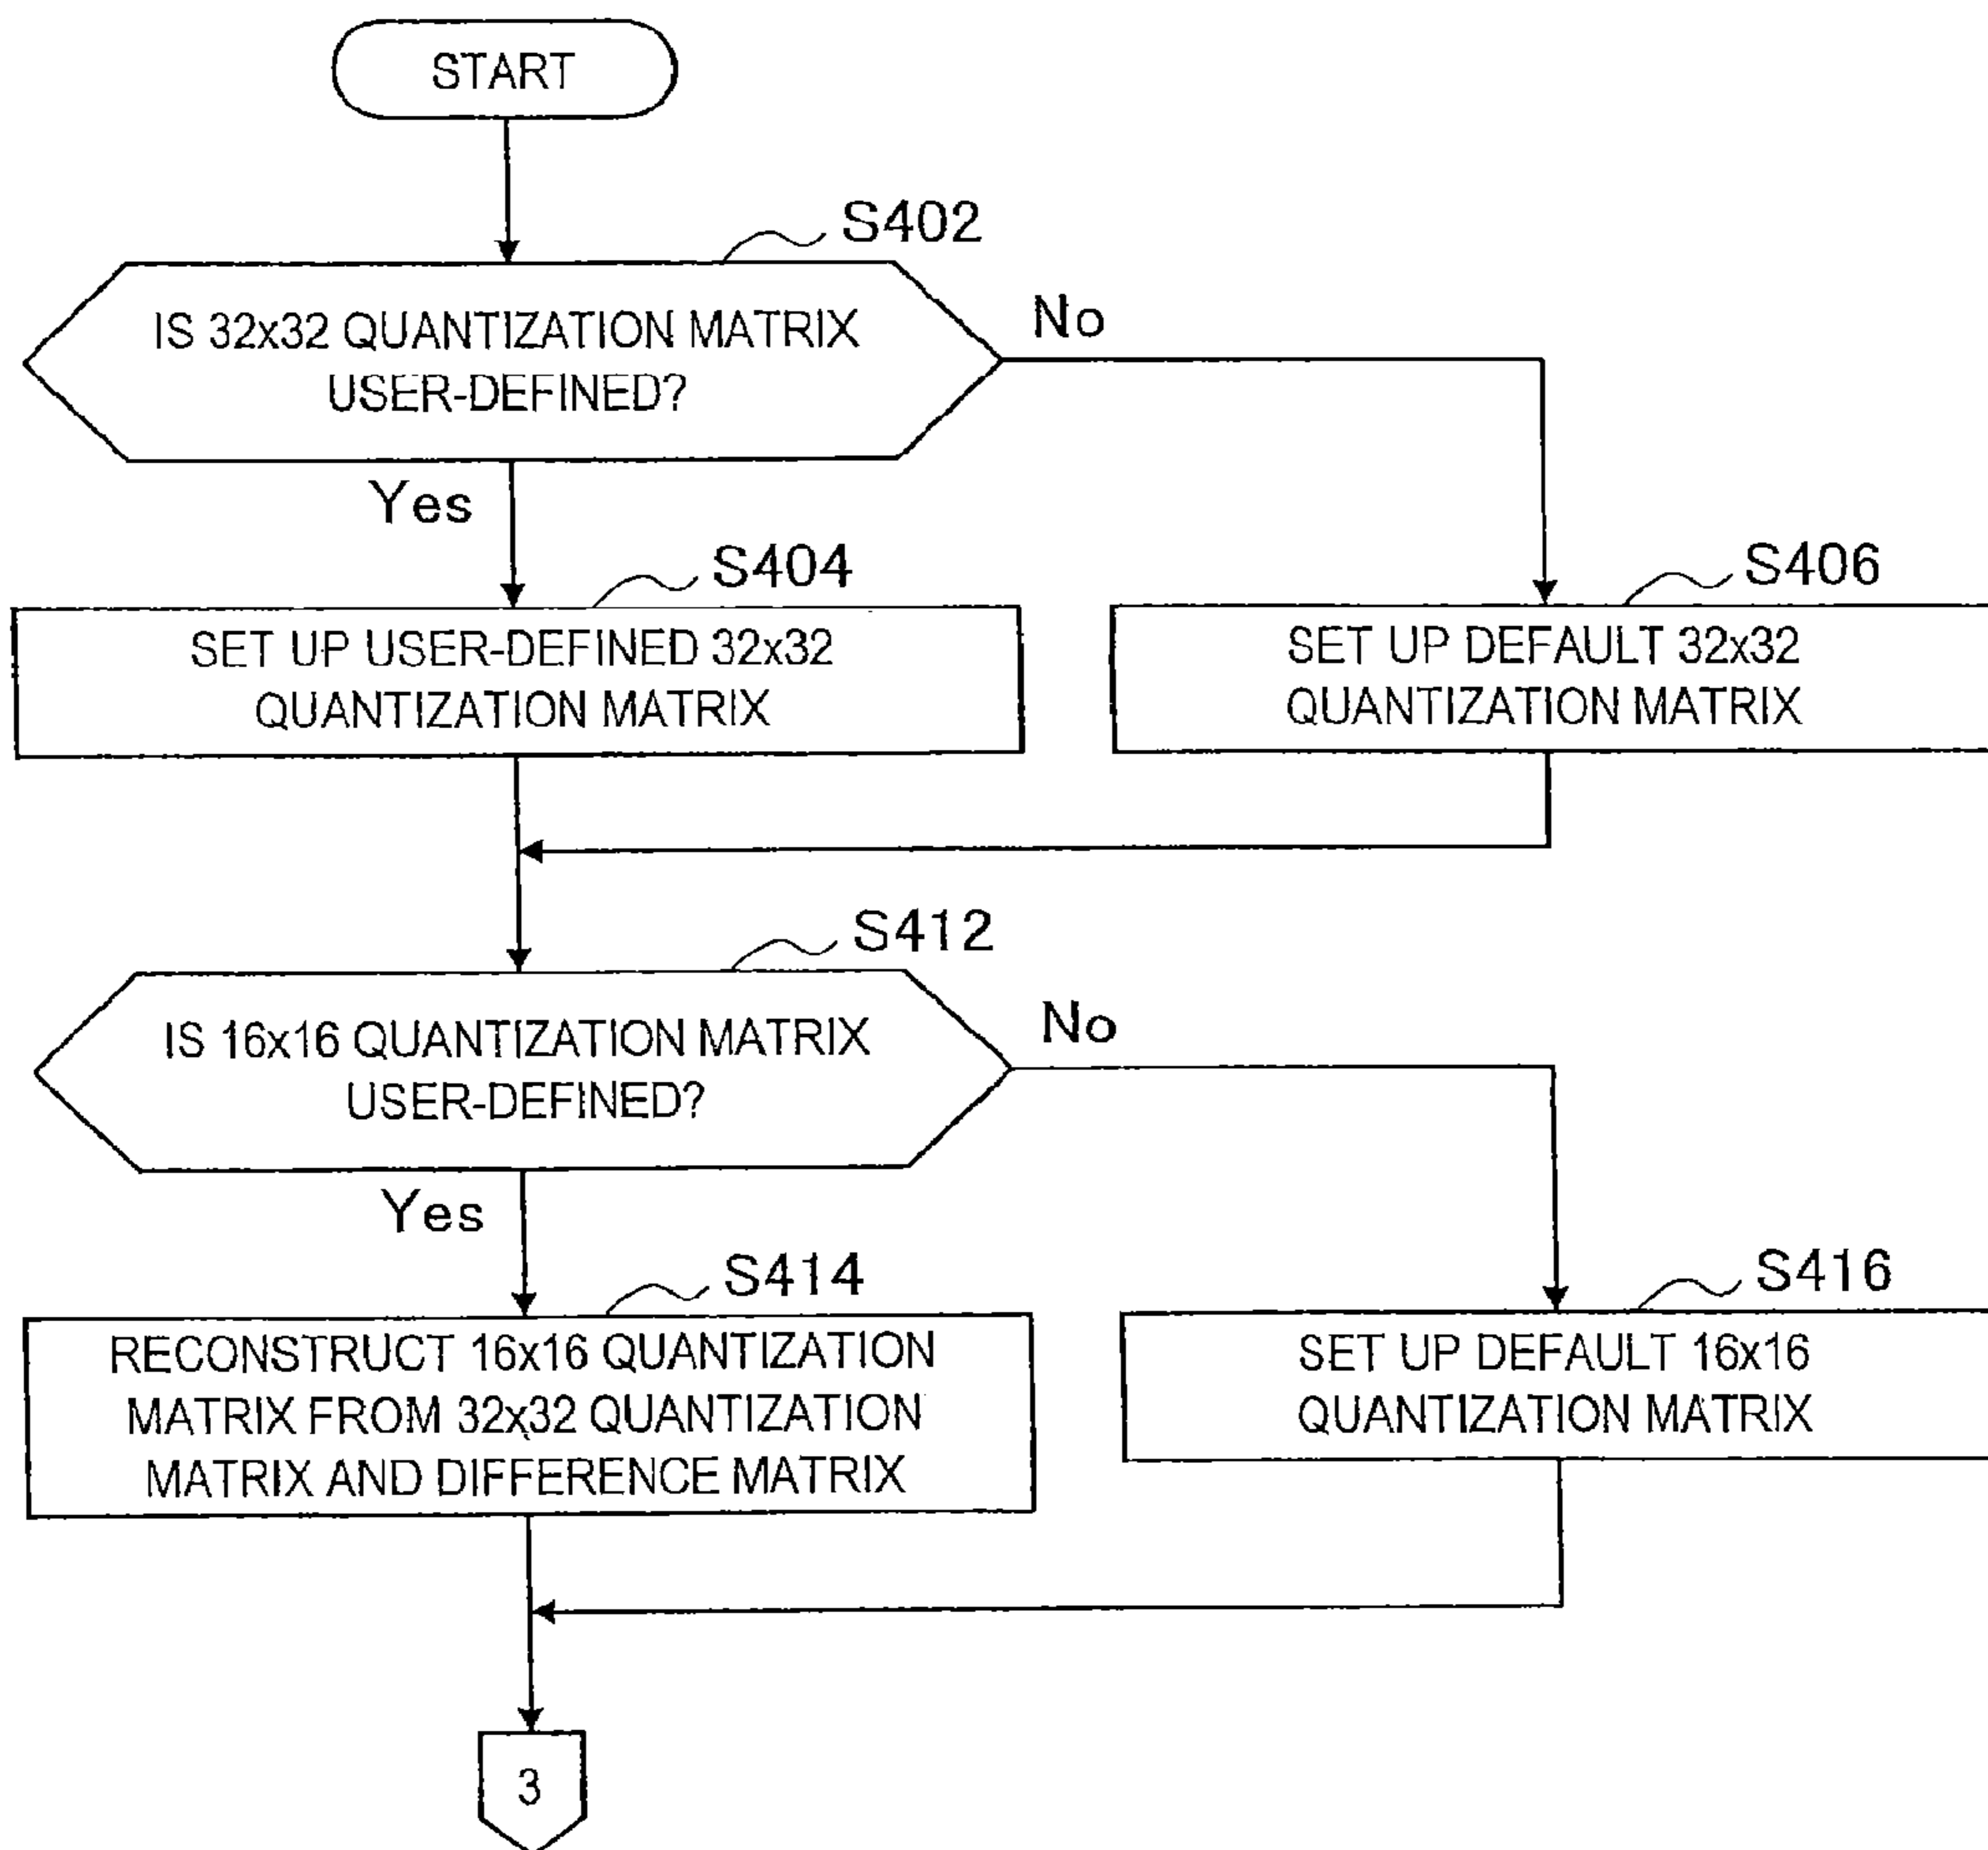 START
S402
IS 32x32 QUANTIZATION MATRIX
USER-DEFINED?
No
Yes
S404
SET UP USER-DEFINED 32x32
QUANTIZATION MATRIX
S406
SET UP DEFAULT 32x32
QUANTIZATION MATRIX
S412
IS 16x16 QUANTIZATION MATRIX
USER-DEFINED?
No
Yes
S414
RECONSTRUCT 16x16 QUANTIZATION
MATRIX FROM 32x32 QUANTIZATION
MATRIX AND DIFFERENCE MATRIX
S416
SET UP DEFAULT 16x16
QUANTIZATION MATRIX
3